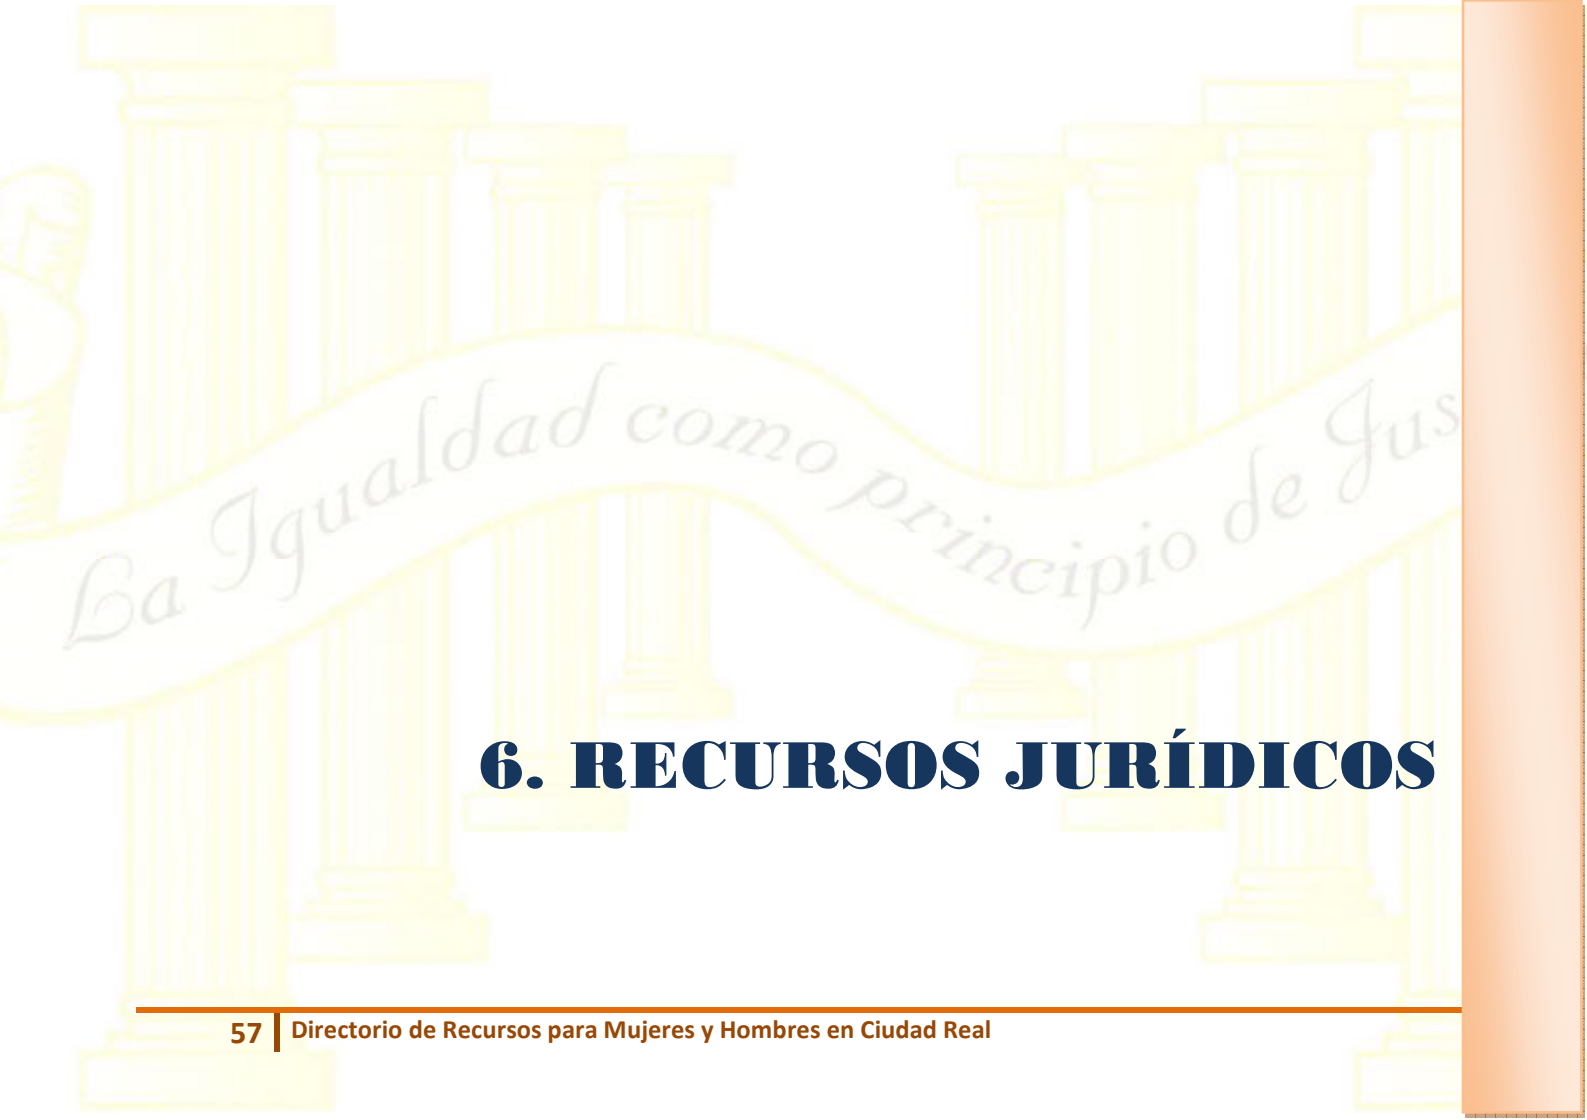 La Igualdad como principio de Jus
6. RECURSOS JURÍDICOS
57 Directorio de Recursos para Mujeres y Hombres en Ciudad Real